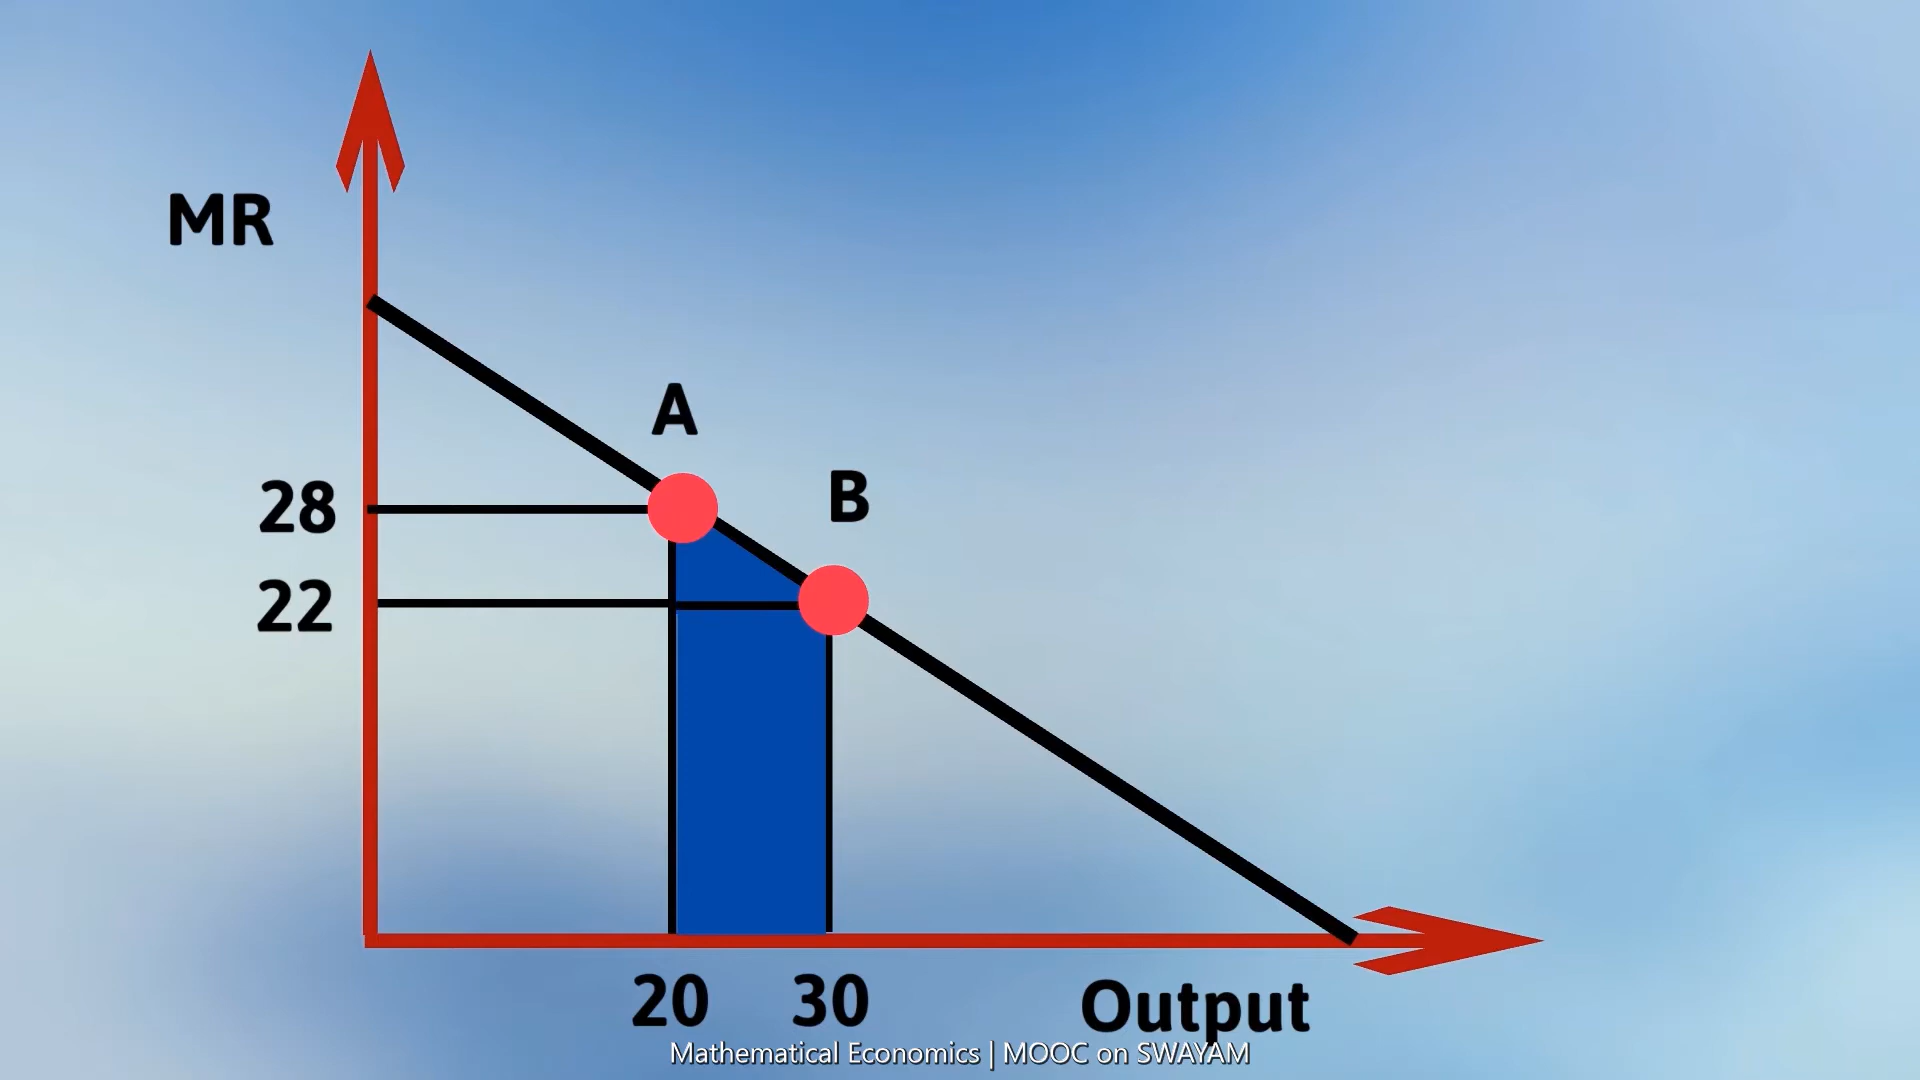 MR
A
B
28
22
20 30
Output
Mathematical Economics | MOOC on SWAYAM